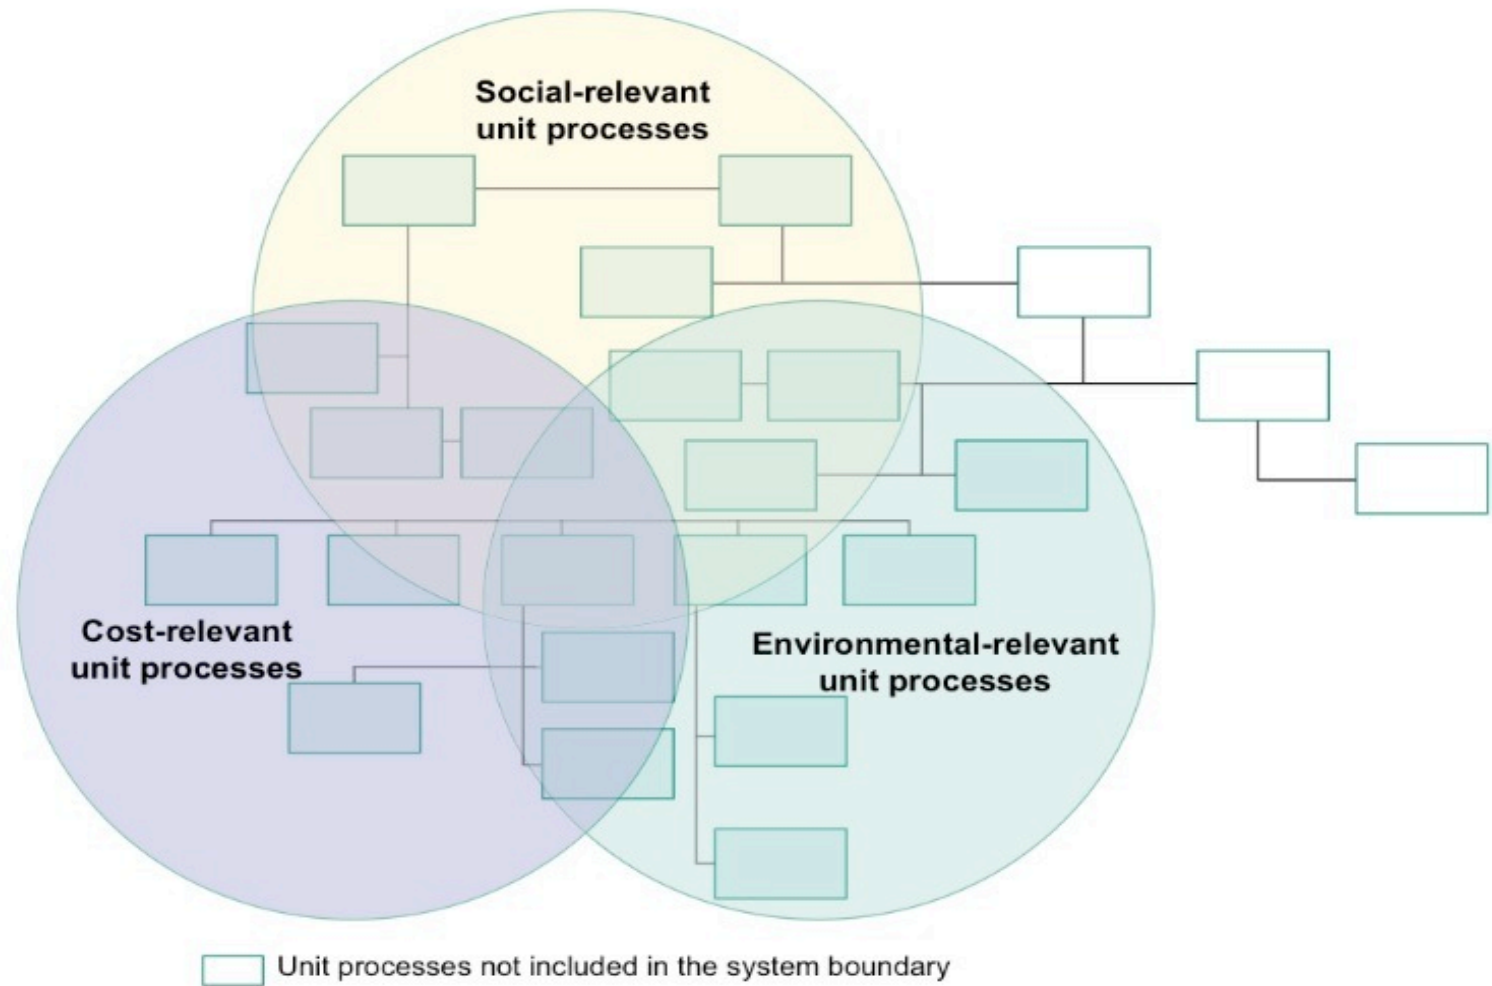 Social-relevant
unit processes
Cost-relevant
unit processes
Environmental-relevant
unit processes
Unit processes not included in the system boundary